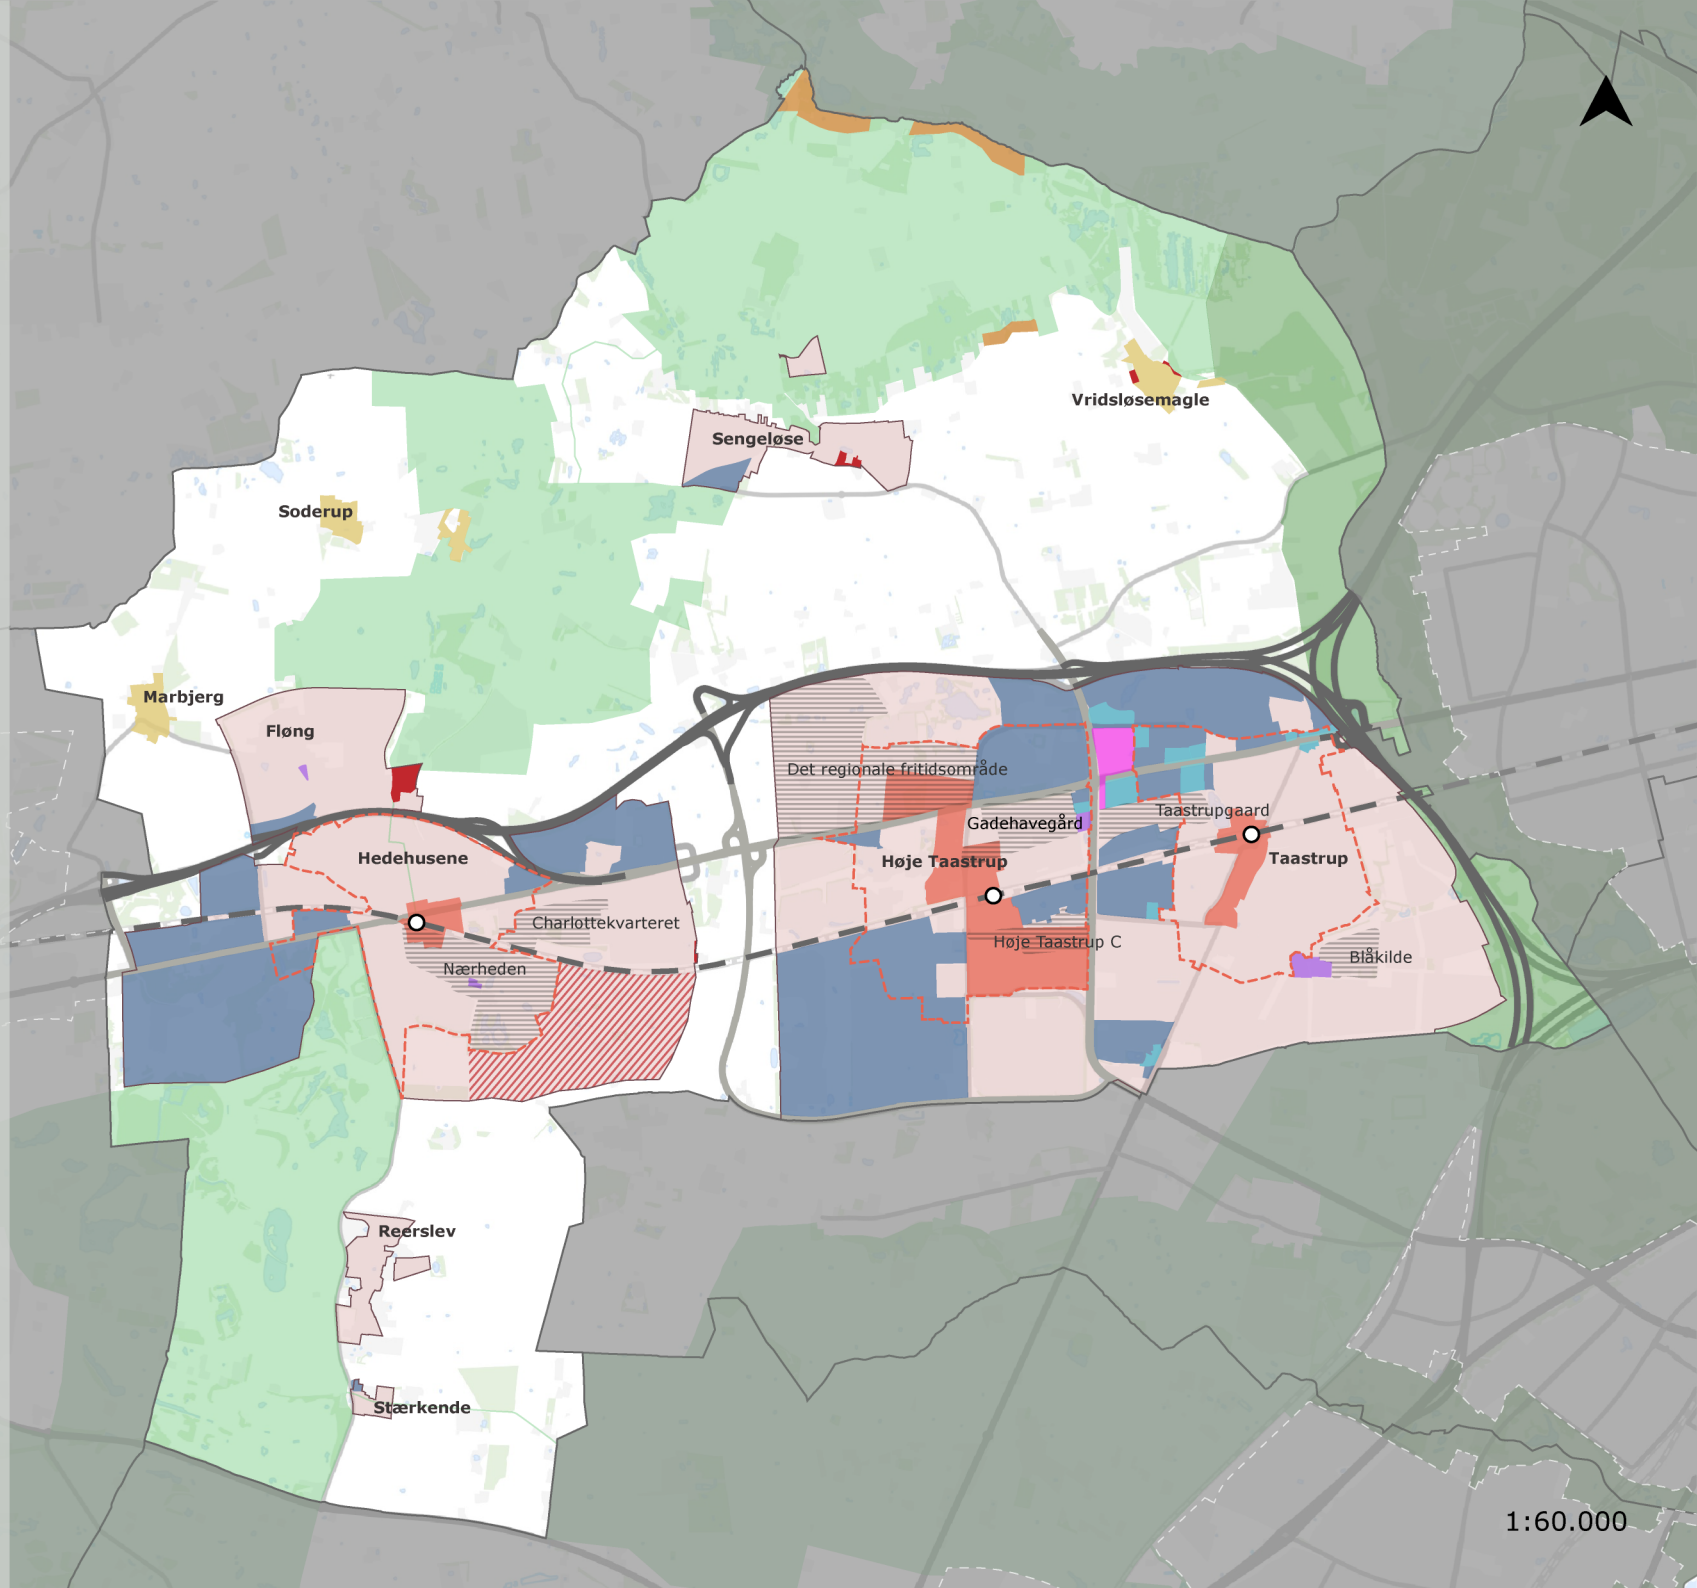 Vridsløsemagle
Sengeløse
Soderup
Marbjerg
Fløng
Det regionale fritidsområde
Taastrupgaard
Gadehavegård
Hedehusene
Høje Taastrup
Taastrup
Charlottekvarteret
Høje Taastrup C
Blåkilde
Nærheden
Reerslev
Stærkende
1:60.000